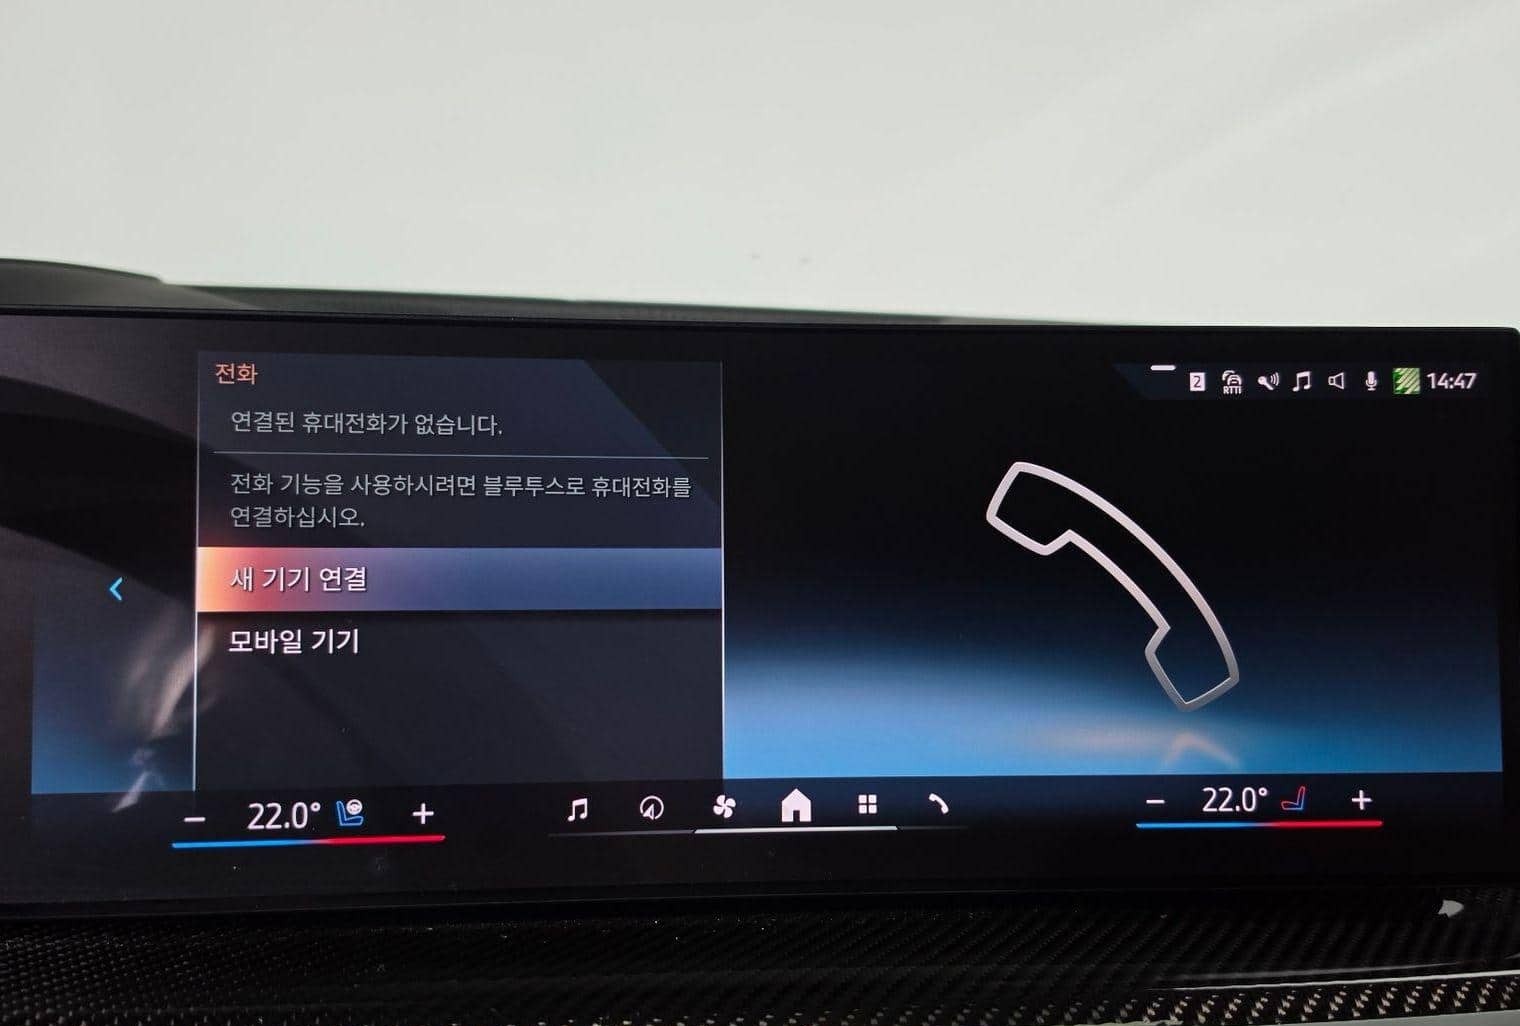 전화
연결된 휴대전화가 없습니다.
전화 기능을 사용하시려면 블루투스로 휴대전화를
연결하십시오.
새 기기 연결
모바일 기기
2
RTTI
14:47
22.0°
22.0°